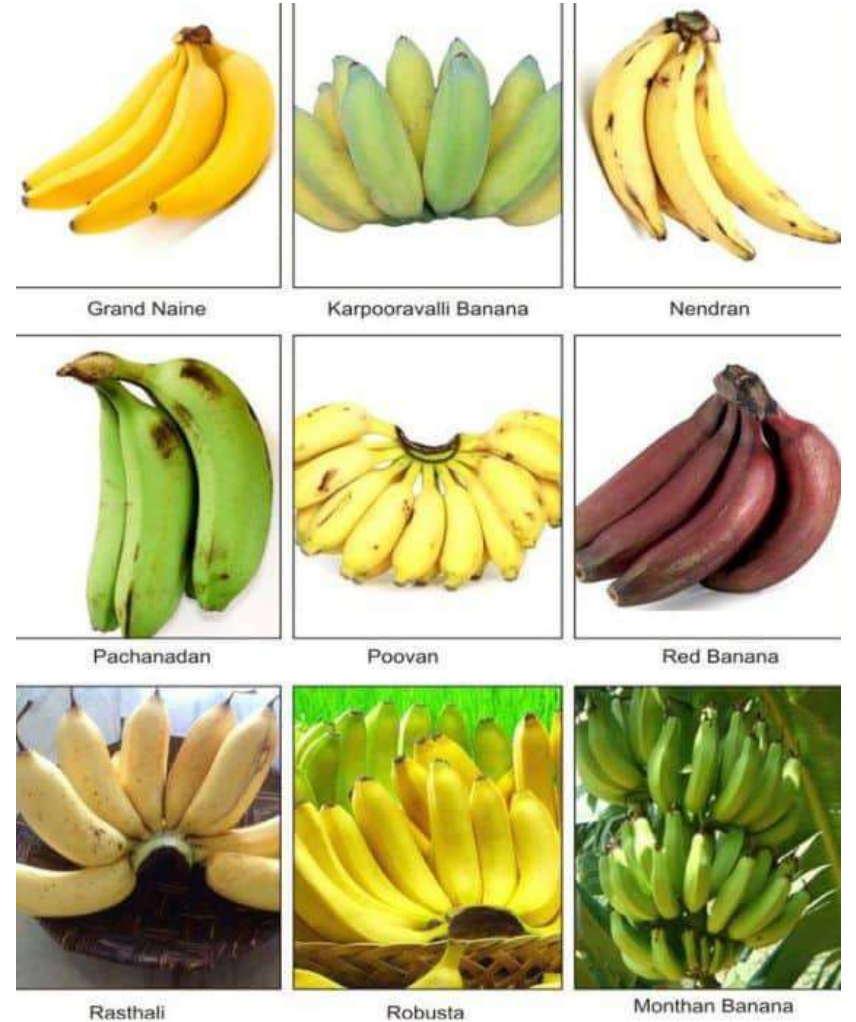 Grand Naine
Karpooravalli Banana
Nendran
Pachanadan
Poovan
Red Banana
Rasthali
Robusta
Monthan Banana